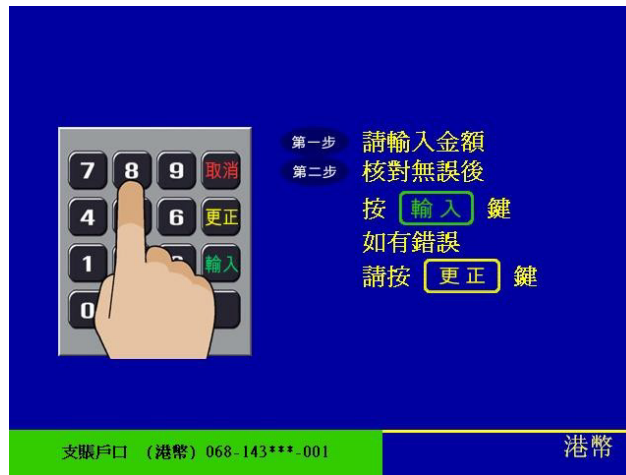 第一步 請輸入金額
第二步 核對無誤後
按 輸入 鍵
如有錯誤
請按 更正 鍵
7 8 9 取消
4 6 更正
1 輸入
0
支賬戶口 (港幣) 068-143***-001
港幣